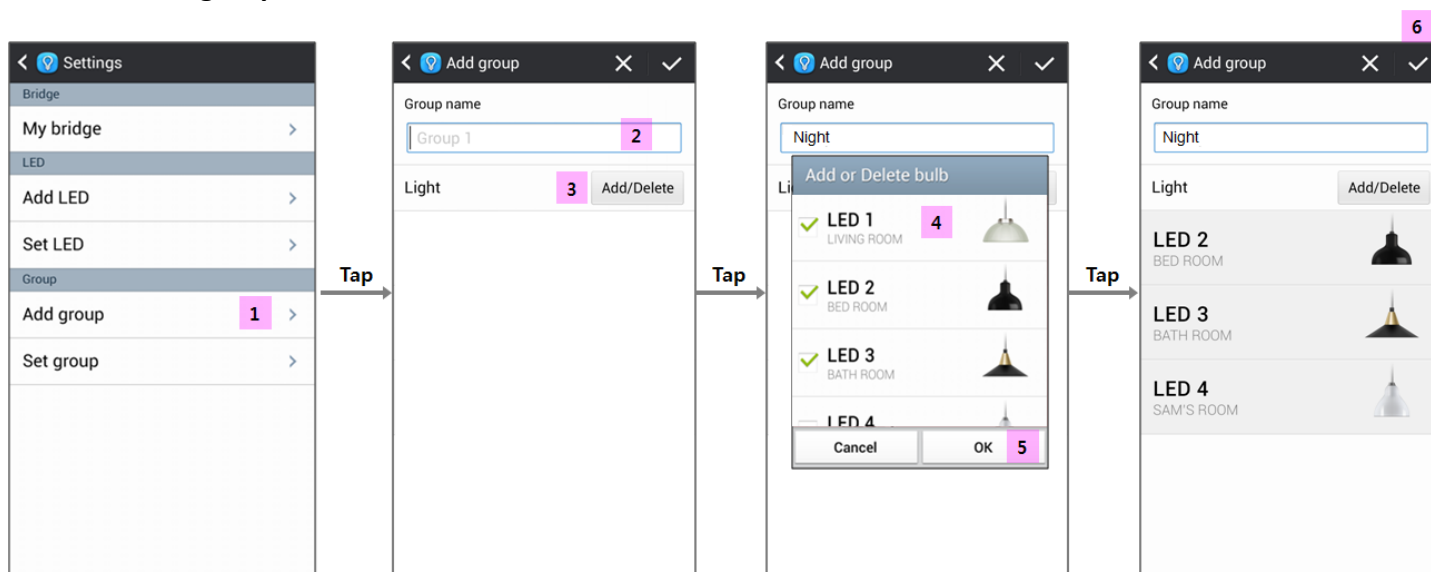 6
Settings
Bridge
My bridge
LED
Add LED
Set LED
Group
Add group 1
Set group
Tap
Add group
Group name
Group 1 2
Light 3 Add/Delete
Tap
Add group
Group name
Night
Li
Add or Delete bulb
LED 1 4
LIVING ROOM
LED 2
BED ROOM
LED 3
BATH ROOM
LED 4
Cancel OK 5
Tap
Add group
Group name
Night
Light Add/Delete
LED 2
BED ROOM
LED 3
BATH ROOM
LED 4
SAM'S ROOM